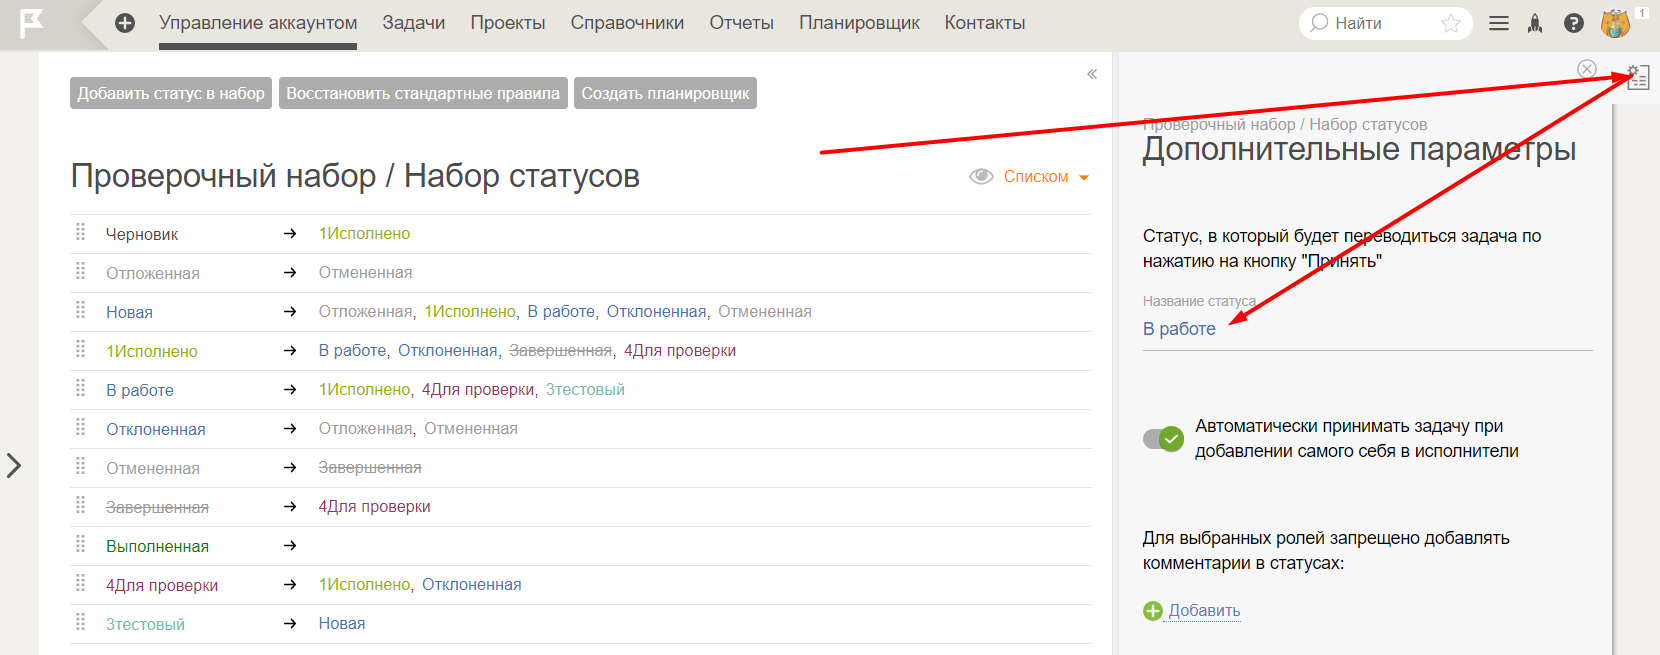 Управление аккаунтом Задачи Проекты Справочники Отчеты Планировщик Контакты Найти 1
Добавить статус в набор Восстановить стандартные правила Создать планировщик
Проверочный набор / Набор статусов
Списком
Черновик → 1Исполнено
Отложенная → Отмененная
Новая → Отложенная, 1Исполнено, В работе, Отклоненная, Отмененная
1Исполнено → В работе, Отклоненная, Завершенная, 4Для проверки
В работе → 1Исполнено, 4Для проверки, 3тестовый
Отклоненная → Отложенная, Отмененная
Отмененная → Завершенная
Завершенная → 4Для проверки
Выполненная →
4Для проверки → 1Исполнено, Отклоненная
3тестовый → Новая
Проверочный набор / Набор статусов
Дополнительные параметры
Статус, в который будет переводиться задача по
нажатию на кнопку "Принять"
Название статуса
В работе
Автоматически принимать задачу при
добавлении самого себя в исполнители
Для выбранных ролей запрещено добавлять
комментарии в статусах:
Добавить